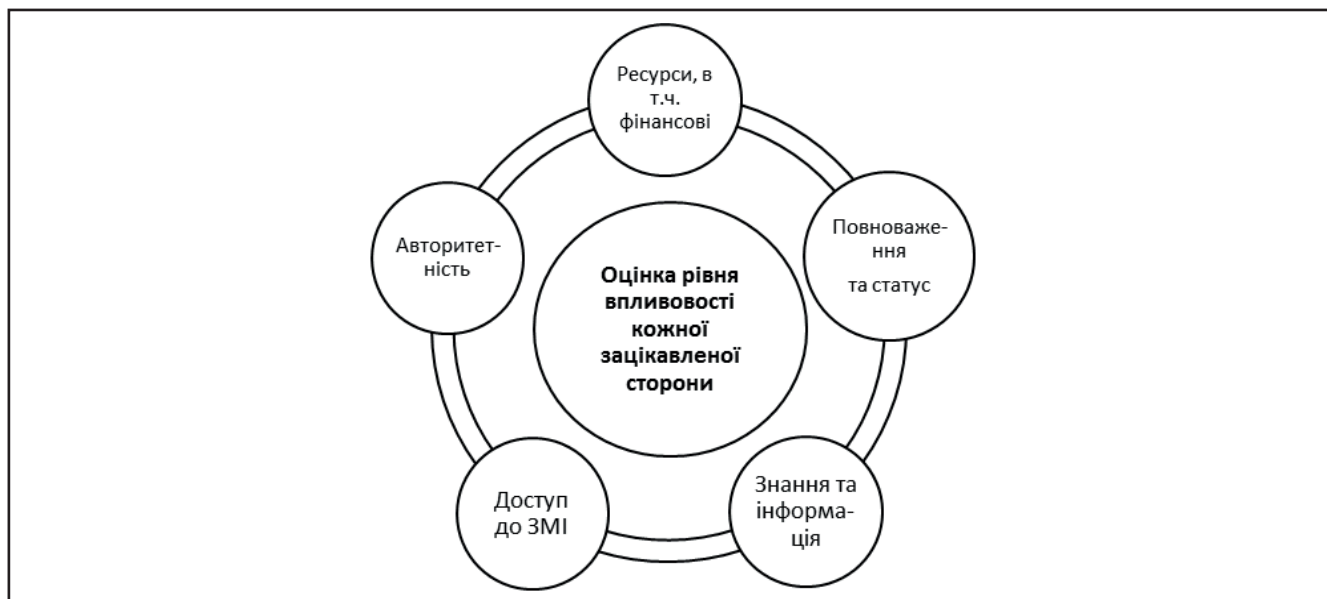 Ресурси, в
т.ч.
фінансові
Авторитет-
ність
Повноваже-
ння
та статус
Оцінка рівня
впливовості
кожної
зацікавленої
сторони
Доступ
до ЗМІ
Знання та
інформа-
ція